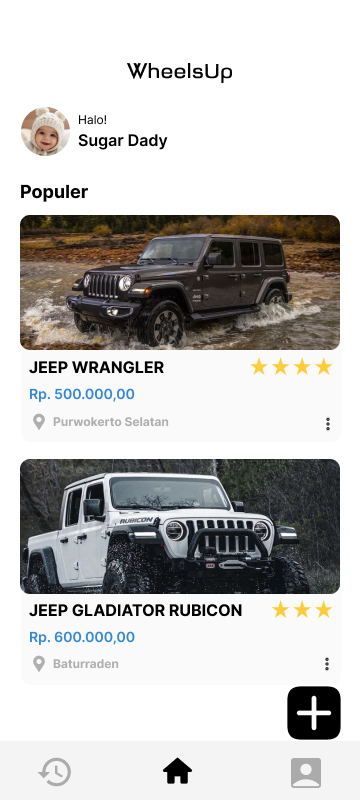 WheelsUp
Halo!
Sugar Dady
Populer
JEEP WRANGLER
Rp. 500.000,00
Purwokerto Selatan
RUBICON
JEEP GLADIATOR RUBICON
Rp. 600.000,00
Baturraden